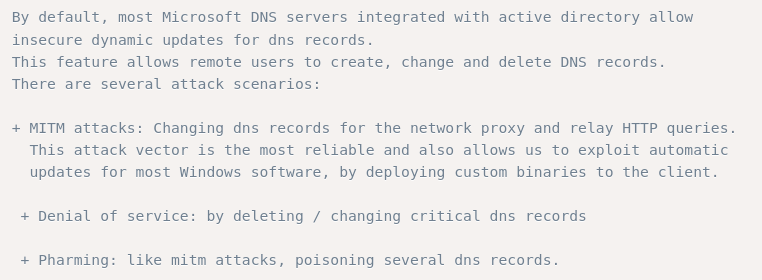 By default, most Microsoft DNS servers integrated with active directory allow
insecure dynamic updates for dns records.
This feature allows remote users to create, change and delete DNS records.
There are several attack scenarios:
+ MITM attacks: Changing dns records for the network proxy and relay HTTP queries.
This attack vector is the most reliable and also allows us to exploit automatic
updates for most Windows software, by deploying custom binaries to the client.
+ Denial of service: by deleting / changing critical dns records
+ Pharming: like mitm attacks, poisoning several dns records.